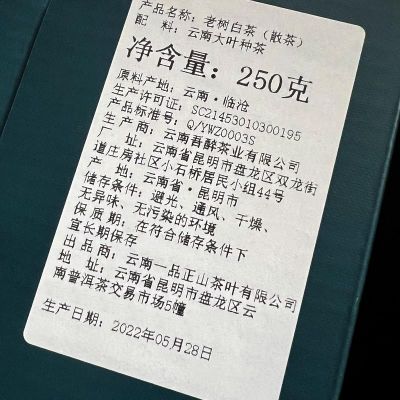 产品名称：老树白茶（散茶）
配　料：云南大叶种茶
净含量：250克
原料产地：云南·临沧
生产许可证：SC21453010300195
产品标准号：Q/YWZ0003S
生 产 商：云南吾醉茶业有限公司
厂　址：云南省昆明市盘龙区双龙街
道庄房社区小石桥居民小组44号
产　地：云南省·昆明市
储存条件：避光、通风、干燥、
无异味、无污染的环境
保 质 期：在符合储存条件下
宜长期保存
出 品 商：云南一品正山茶叶有限公司
地　址：云南省昆明市盘龙区云
南普洱茶交易市场5幢
生产日期：2022年05月28日